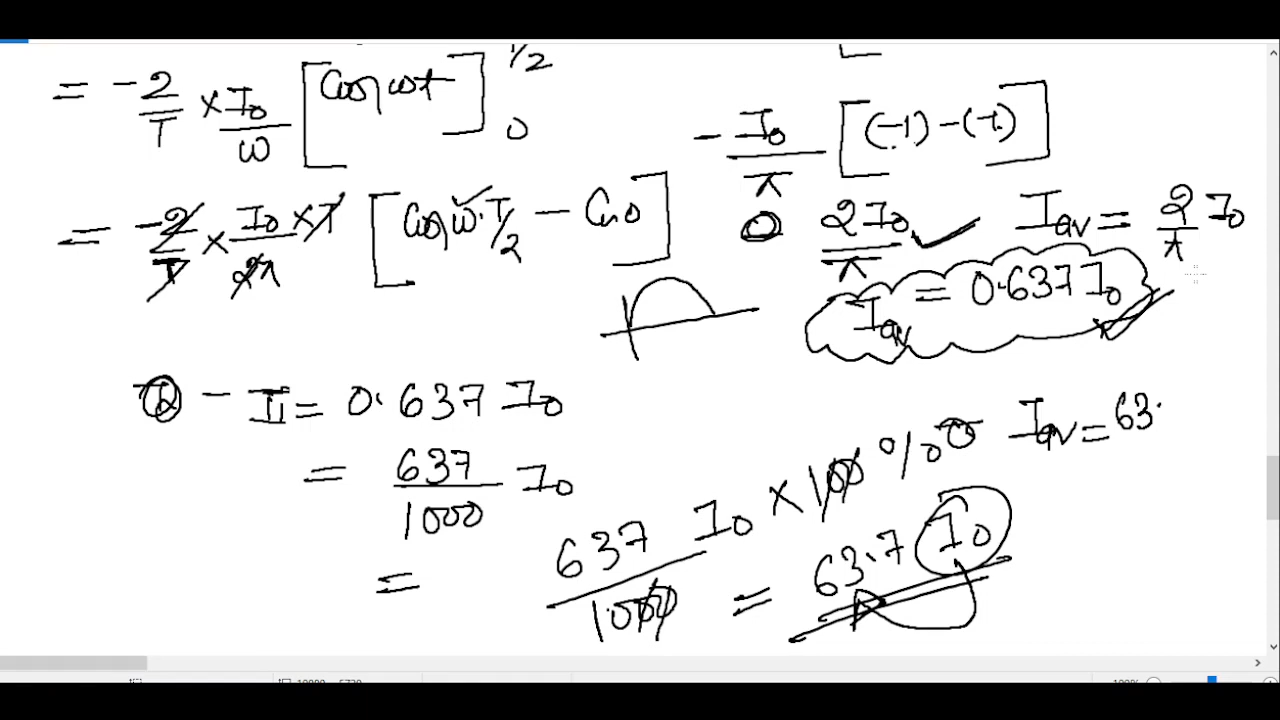 = -2/T × I₀/ω [Cos ωt] T/2 0
= -2/T × I₀ × T/2π [Cos ω·T/2 - Cos 0]
- I₀/π [(-1) - (-1)]
2I₀/π ✓ Iav = 2/π I₀
Iav = 0.637 I₀
I = 0.637 I₀
= 637/1000 I₀
= 637/1000 I₀ × 100 %
= 63.7 I₀
Iav = 63.